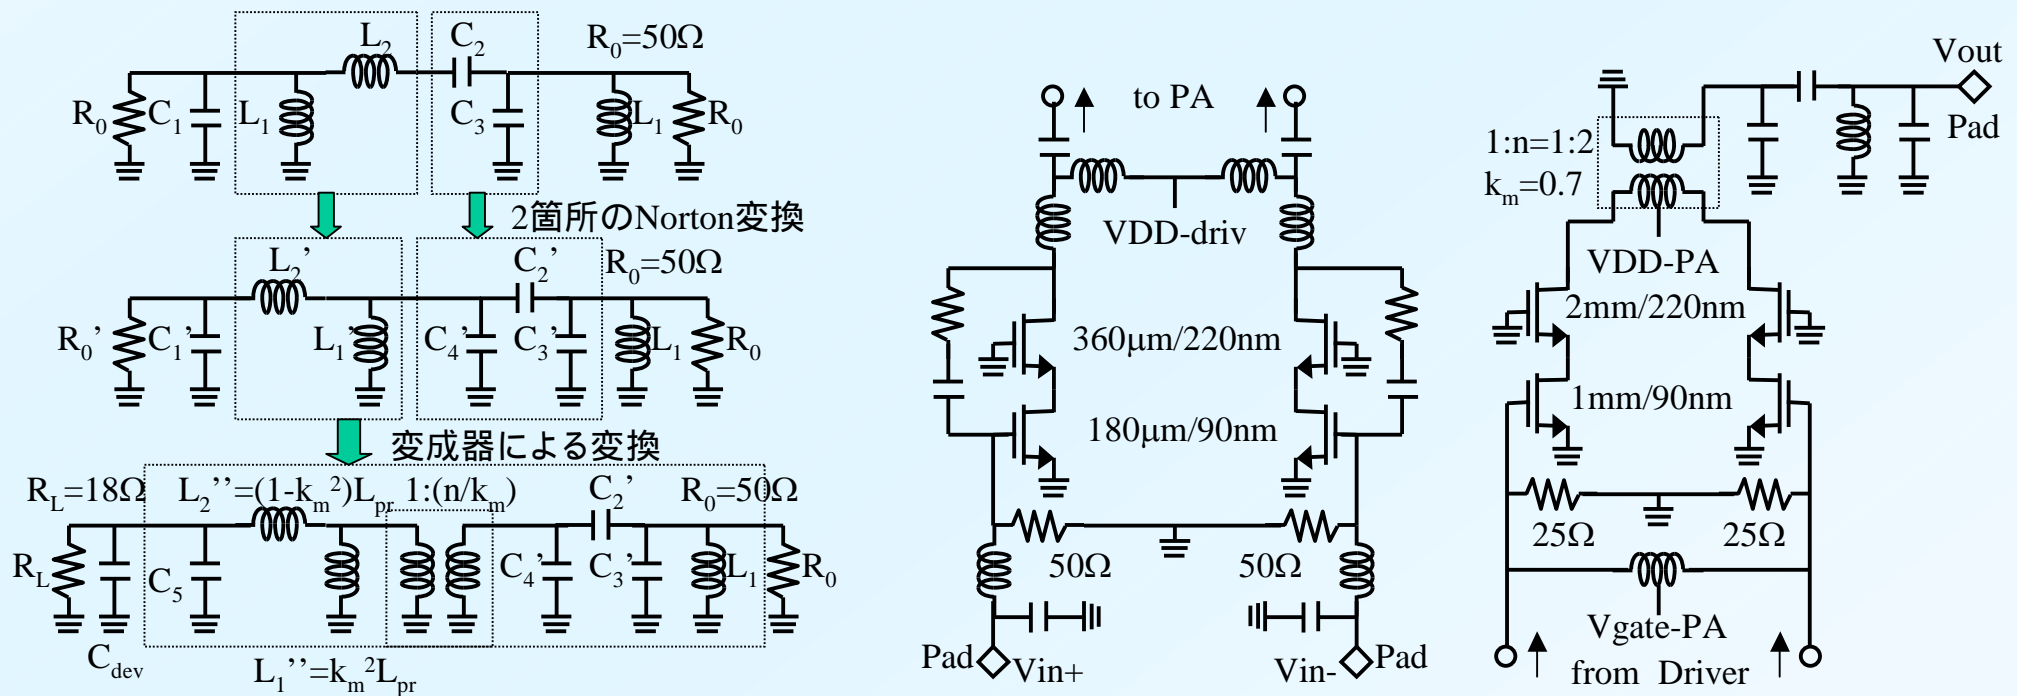 L2 C2 R0=50Ω
R0 C1 L1 C3 L1 R0
2箇所のNorton変換
L2' C2' R0=50Ω
R0' C1' L1' C4' C3' L1 R0
変成器による変換
RL=18Ω L2''=(1-km²)Lpr 1:(n/km) C2' R0=50Ω
RL C5 C4' C3' L1 R0
Cdev
L1''=km²Lpr
to PA
VDD-driv
360μm/220nm
180μm/90nm
50Ω 50Ω
Pad Vin+ Vin- Pad
Vout
Pad
1:n=1:2
km=0.7
VDD-PA
2mm/220nm
1mm/90nm
25Ω 25Ω
Vgate-PA
from Driver